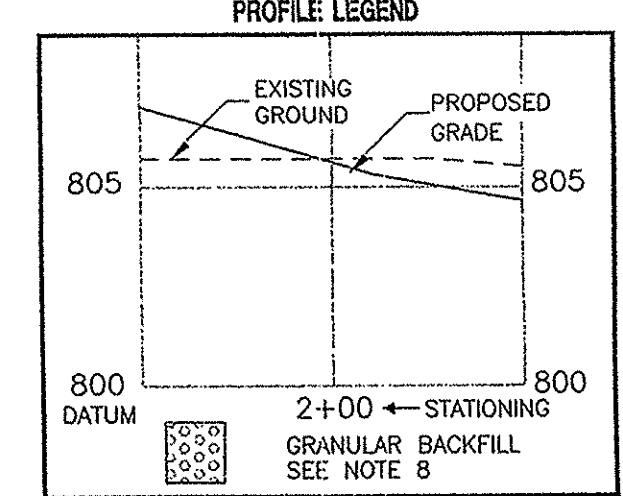 PROFILE LEGEND
EXISTING
GROUND
PROPOSED
GRADE
805
805
800
800
DATUM
2+00 ← STATIONING
GRANULAR BACKFILL
SEE NOTE 8